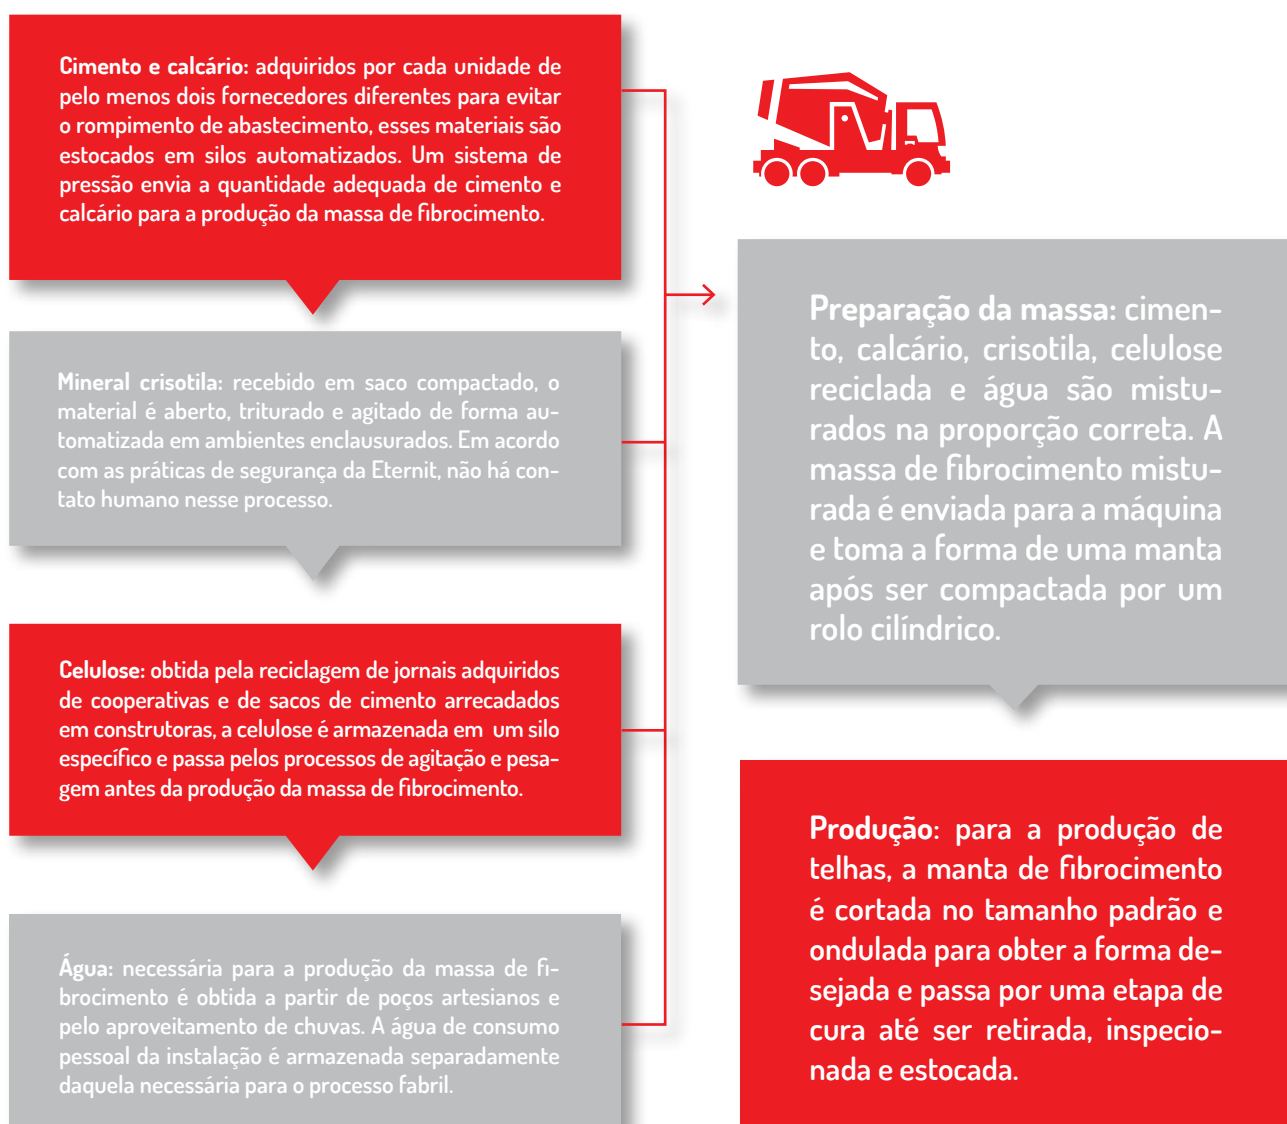 Cimento e calcário: adquiridos por cada unidade de
pelo menos dois fornecedores diferentes para evitar
o rompimento de abastecimento, esses materiais são
estocados em silos automatizados. Um sistema de
pressão envia a quantidade adequada de cimento e
calcário para a produção da massa de fibrocimento.
Mineral crisotila: recebido em saco compactado, o
material é aberto, triturado e agitado de forma au-
tomatizada em ambientes enclausurados. Em acordo
com as práticas de segurança da Eternit, não há con-
tato humano nesse processo.
Celulose: obtida pela reciclagem de jornais adquiridos
de cooperativas e de sacos de cimento arrecadados
em construtoras, a celulose é armazenada em um silo
específico e passa pelos processos de agitação e pesa-
gem antes da produção da massa de fibrocimento.
Água: necessária para a produção da massa de fi-
brocimento é obtida a partir de poços artesianos e
pelo aproveitamento de chuvas. A água de consumo
pessoal da instalação é armazenada separadamente
daquela necessária para o processo fabril.
Preparação da massa: cimen-
to, calcário, crisotila, celulose
reciclada e água são mistu-
rados na proporção correta. A
massa de fibrocimento mistu-
rada é enviada para a máquina
e toma a forma de uma manta
após ser compactada por um
rolo cilíndrico.
Produção: para a produção de
telhas, a manta de fibrocimento
é cortada no tamanho padrão e
ondulada para obter a forma de-
sejada e passa por uma etapa de
cura até ser retirada, inspecio-
nada e estocada.